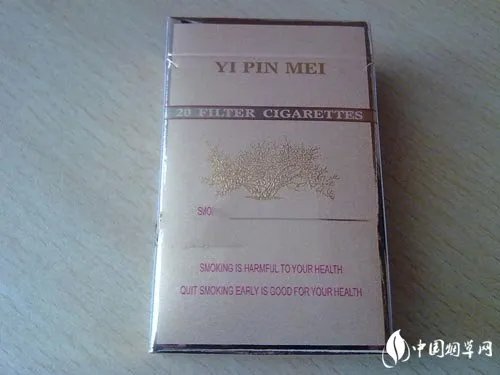 YI PIN MEI
20 FILTER CIGARETTES
SMOKING IS HARMFUL TO YOUR HEALTH
QUIT SMOKING EARLY IS GOOD FOR YOUR HEALTH
中国烟草网